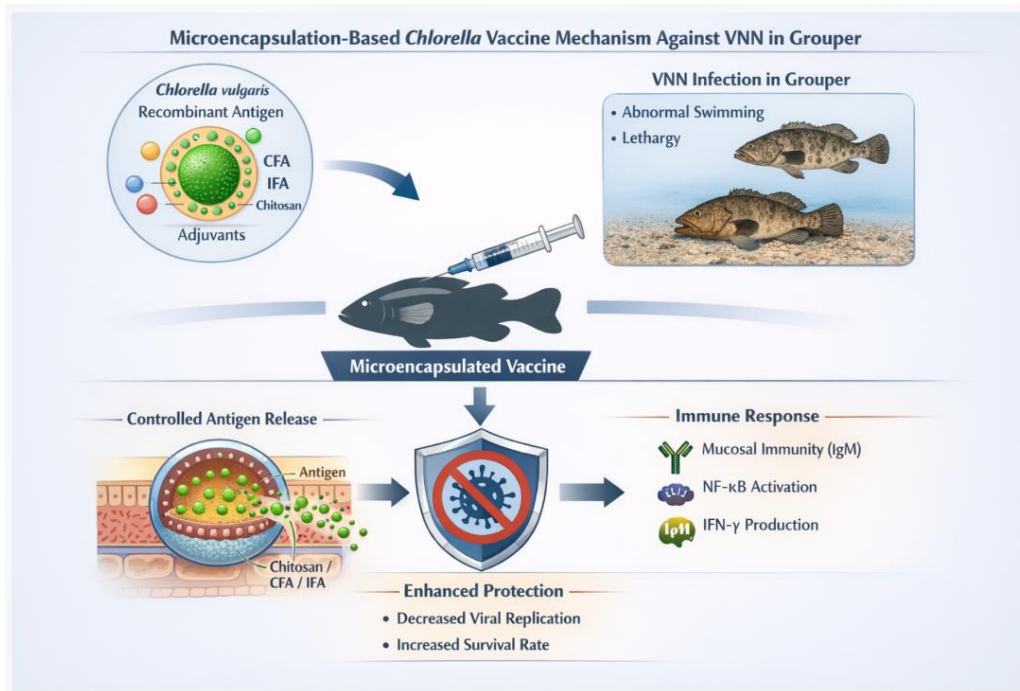 Microencapsulation-Based Chlorella Vaccine Mechanism Against VNN in Grouper
Chlorella vulgaris
Recombinant Antigen
CFA
IFA
Chitosan
Adjuvants
VNN Infection in Grouper
• Abnormal Swimming
• Lethargy
Microencapsulated Vaccine
Controlled Antigen Release
Antigen
Chitosan /
CFA / IFA
Immune Response
Mucosal Immunity (IgM)
NF-κB Activation
IFN-γ Production
Enhanced Protection
• Decreased Viral Replication
• Increased Survival Rate